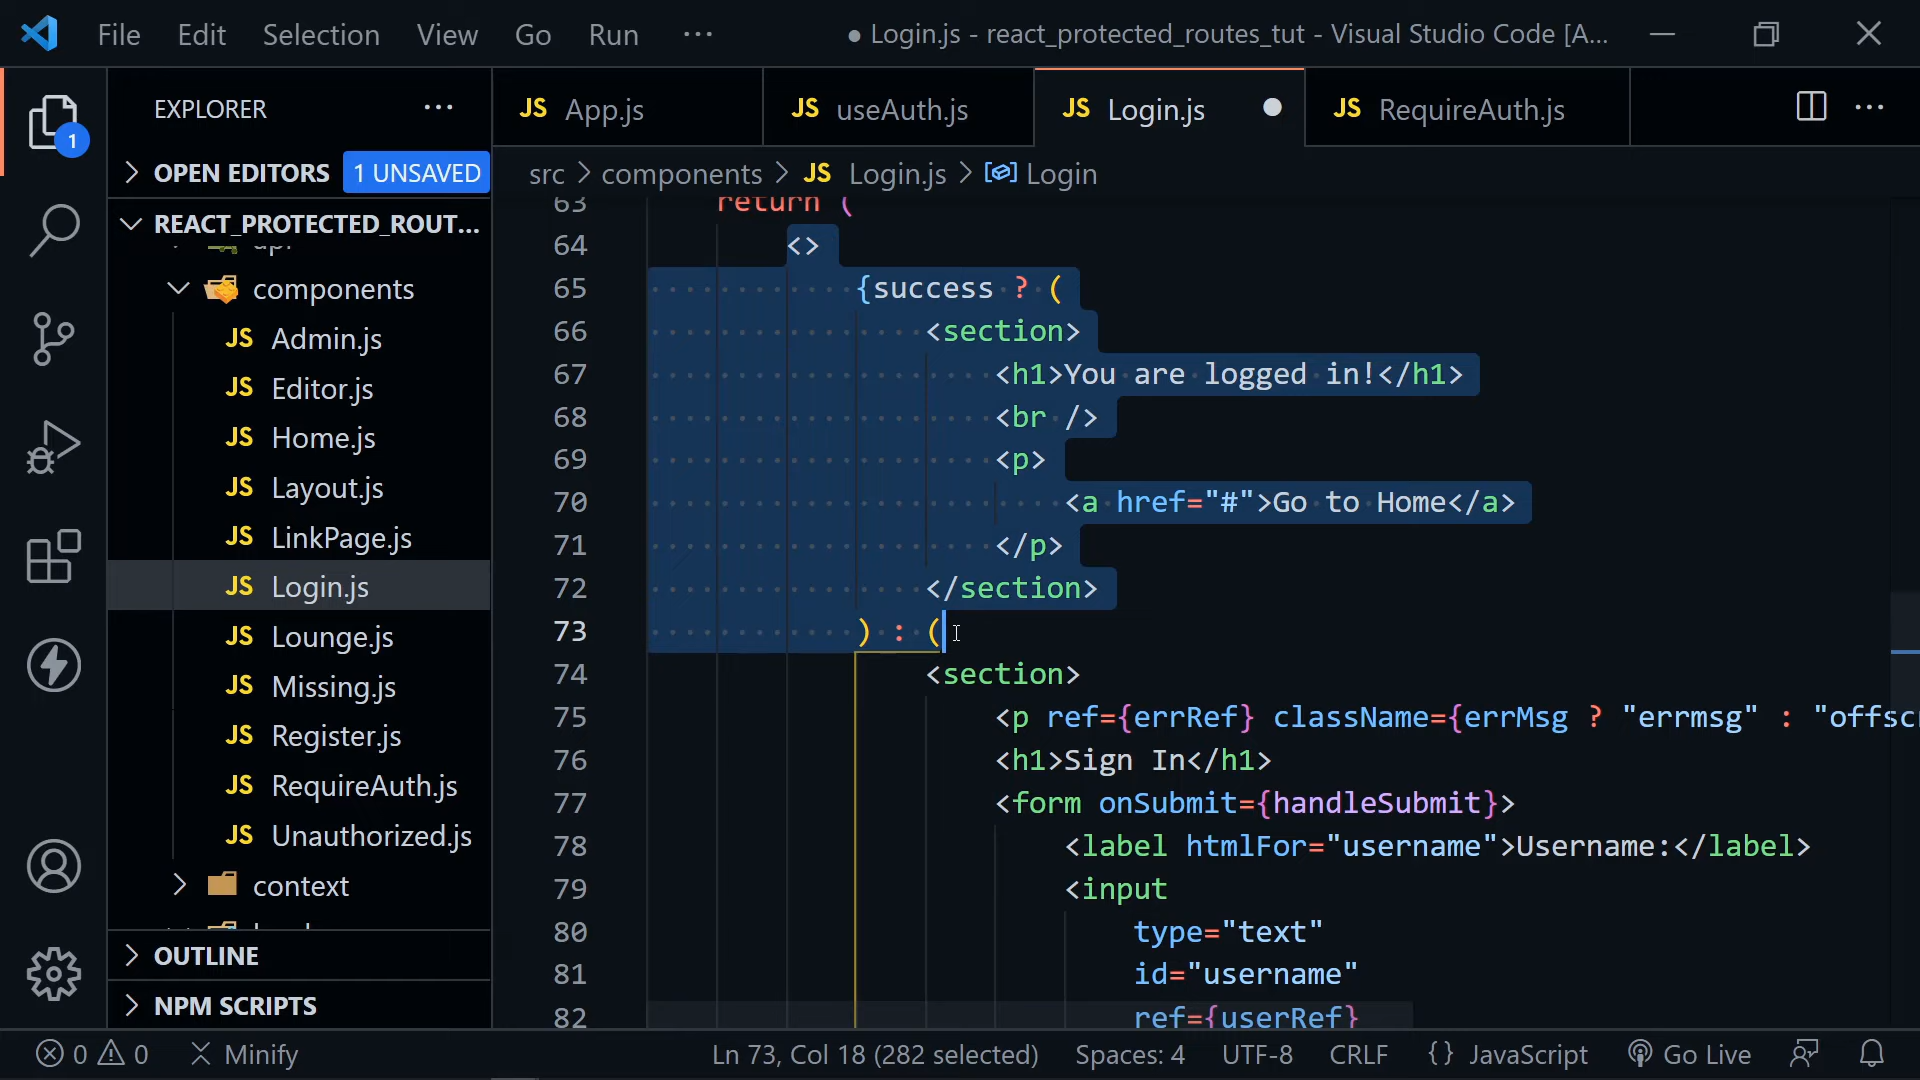 File Edit Selection View Go Run ···
● Login.js - react_protected_routes_tut - Visual Studio Code [A...
EXPLORER ···
OPEN EDITORS 1 UNSAVED
REACT_PROTECTED_ROUT...
components
JS Admin.js
JS Editor.js
JS Home.js
JS Layout.js
JS LinkPage.js
JS Login.js
JS Lounge.js
JS Missing.js
JS Register.js
JS RequireAuth.js
JS Unauthorized.js
context
OUTLINE
NPM SCRIPTS
1
JS App.js
JS useAuth.js
JS Login.js
JS RequireAuth.js
···
src > components > JS Login.js > Login
63 return (
64 <>
65 {success ? (
66 <section>
67 <h1>You are logged in!</h1>
68 <br />
69 <p>
70 <a href="#">Go to Home</a>
71 </p>
72 </section>
73 ) : (
74 <section>
75 <p ref={errRef} className={errMsg ? "errmsg" : "offsc
76 <h1>Sign In</h1>
77 <form onSubmit={handleSubmit}>
78 <label htmlFor="username">Username:</label>
79 <input
80 type="text"
81 id="username"
82 ref={userRef}
0 0 Minify Ln 73, Col 18 (282 selected) Spaces: 4 UTF-8 CRLF {} JavaScript Go Live